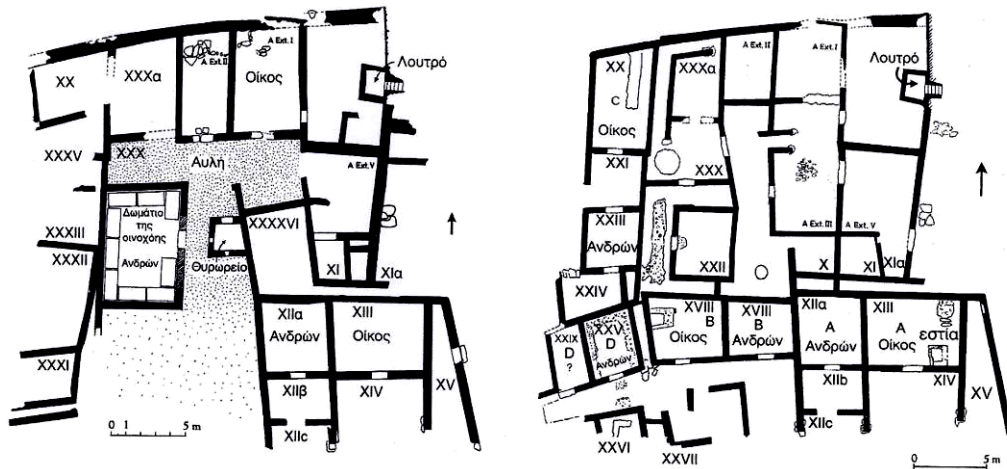 XX
XXXα
A Ext.II
A Ext.I
Οίκος
Λουτρό
XXXV
XXX
Αυλή
A Ext.V
Δωμάτιο
της
οινοχόης
Ανδρών
XXXXVI
XXXIII
XXXII
Θυρωρείο
XI
XIa
XIIα
Ανδρών
XIII
Οίκος
XXXI
XIIβ
XIV
XV
XIIc
0 1 5 m
XX
C
Οίκος
XXXα
A Ext.II
A Ext.I
Λουτρό
XXI
XXX
XXIII
Ανδρών
XXII
A Ext.III
A Ext.V
X
XI
XIa
XXIV
XXIX
D
?
XXV
D
Ανδρών
XVIII
B
Οίκος
XVIII
B
Ανδρών
XIIα
A
Ανδρών
XIII
A
Οίκος
εστία
XIIb
XIV
XV
XIIc
XXVI
XXVII
0 5 m